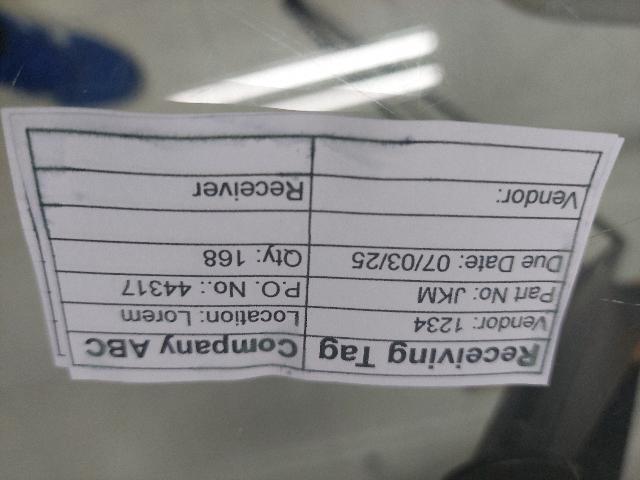 Receiving Tag Company ABC
Vendor: 1234 Location: Lorem
Part No: JKM P.O. No.: 44317
Due Date: 07/03/25 Qty: 168
Vendor: Receiver